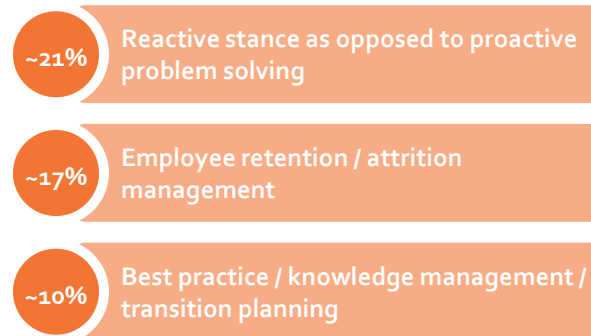 ~21%
Reactive stance as opposed to proactive
problem solving
~17%
Employee retention / attrition
management
~10%
Best practice / knowledge management /
transition planning